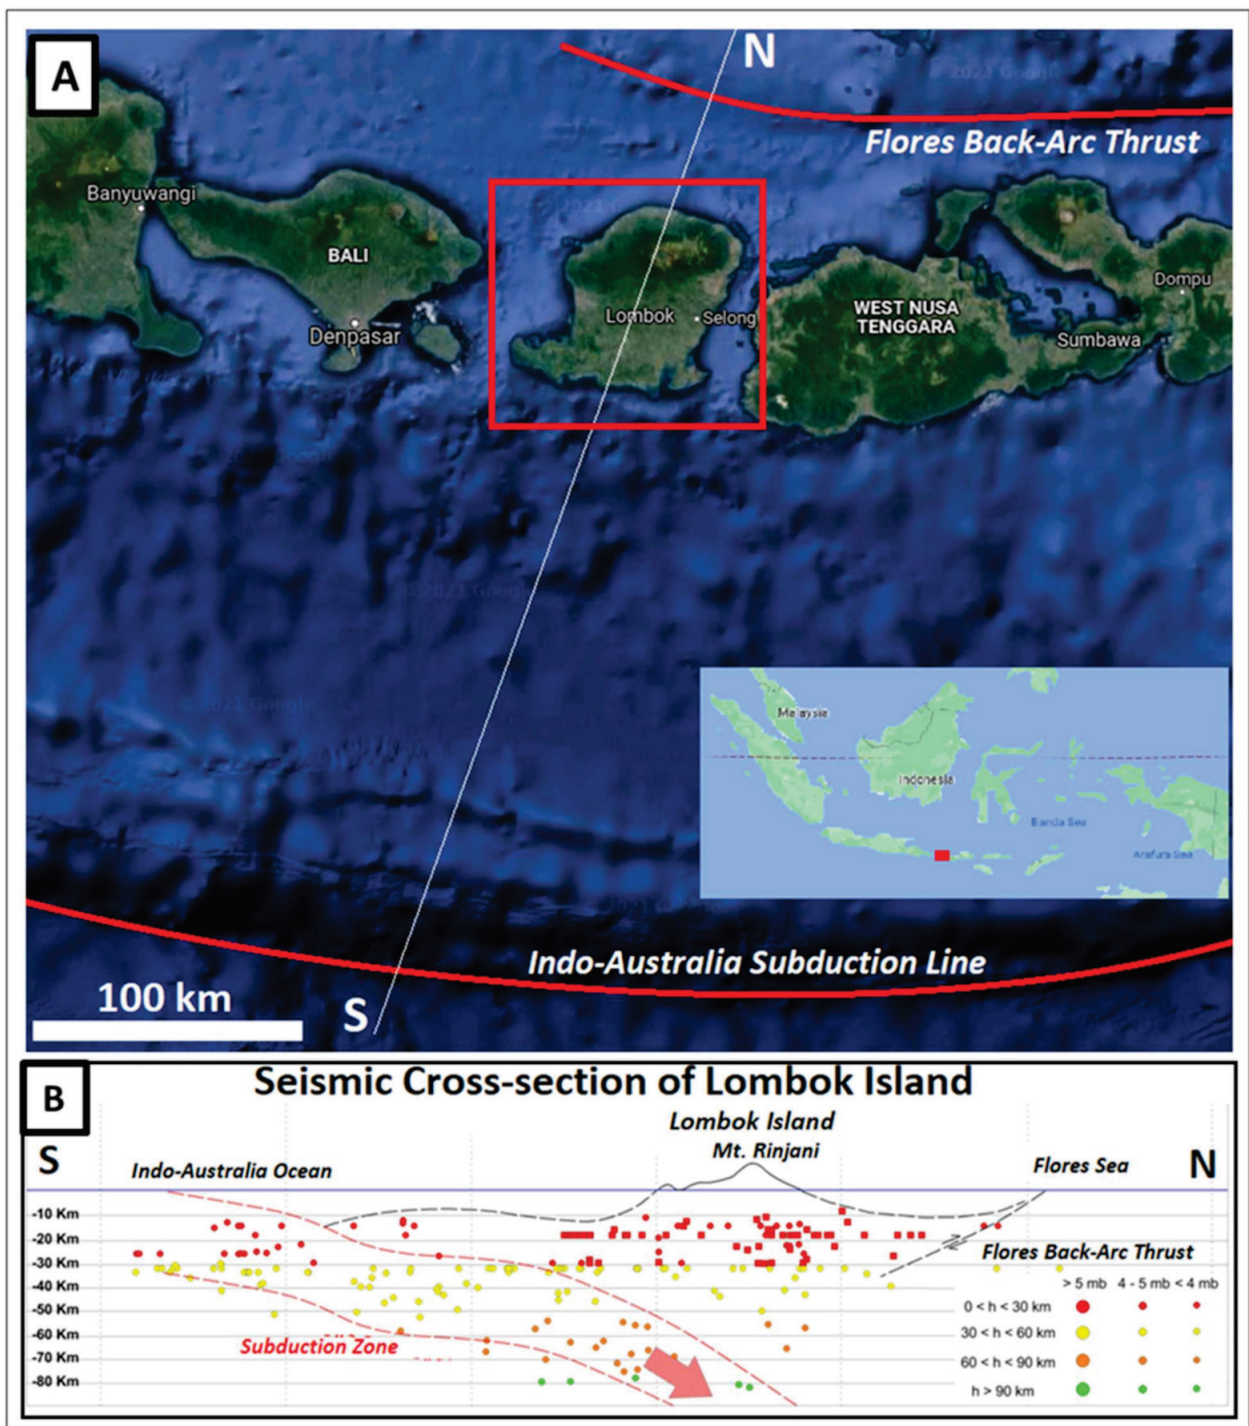 A
N
Flores Back-Arc Thrust
Banyuwangi
BALI
Denpasar
Lombok
Selong
WEST NUSA
TENGGARA
Dompu
Sumbawa
Malaysia
Indonesia
Banda Sea
Arafura Sea
Indo-Australia Subduction Line
100 km
S
B
Seismic Cross-section of Lombok Island
Lombok Island
Mt. Rinjani
S
Indo-Australia Ocean
Flores Sea
N
-10 Km
-20 Km
-30 Km
-40 Km
-50 Km
-60 Km
-70 Km
-80 Km
Subduction Zone
Flores Back-Arc Thrust
> 5 mb 4 - 5 mb < 4 mb
0 < h < 30 km
30 < h < 60 km
60 < h < 90 km
h > 90 km